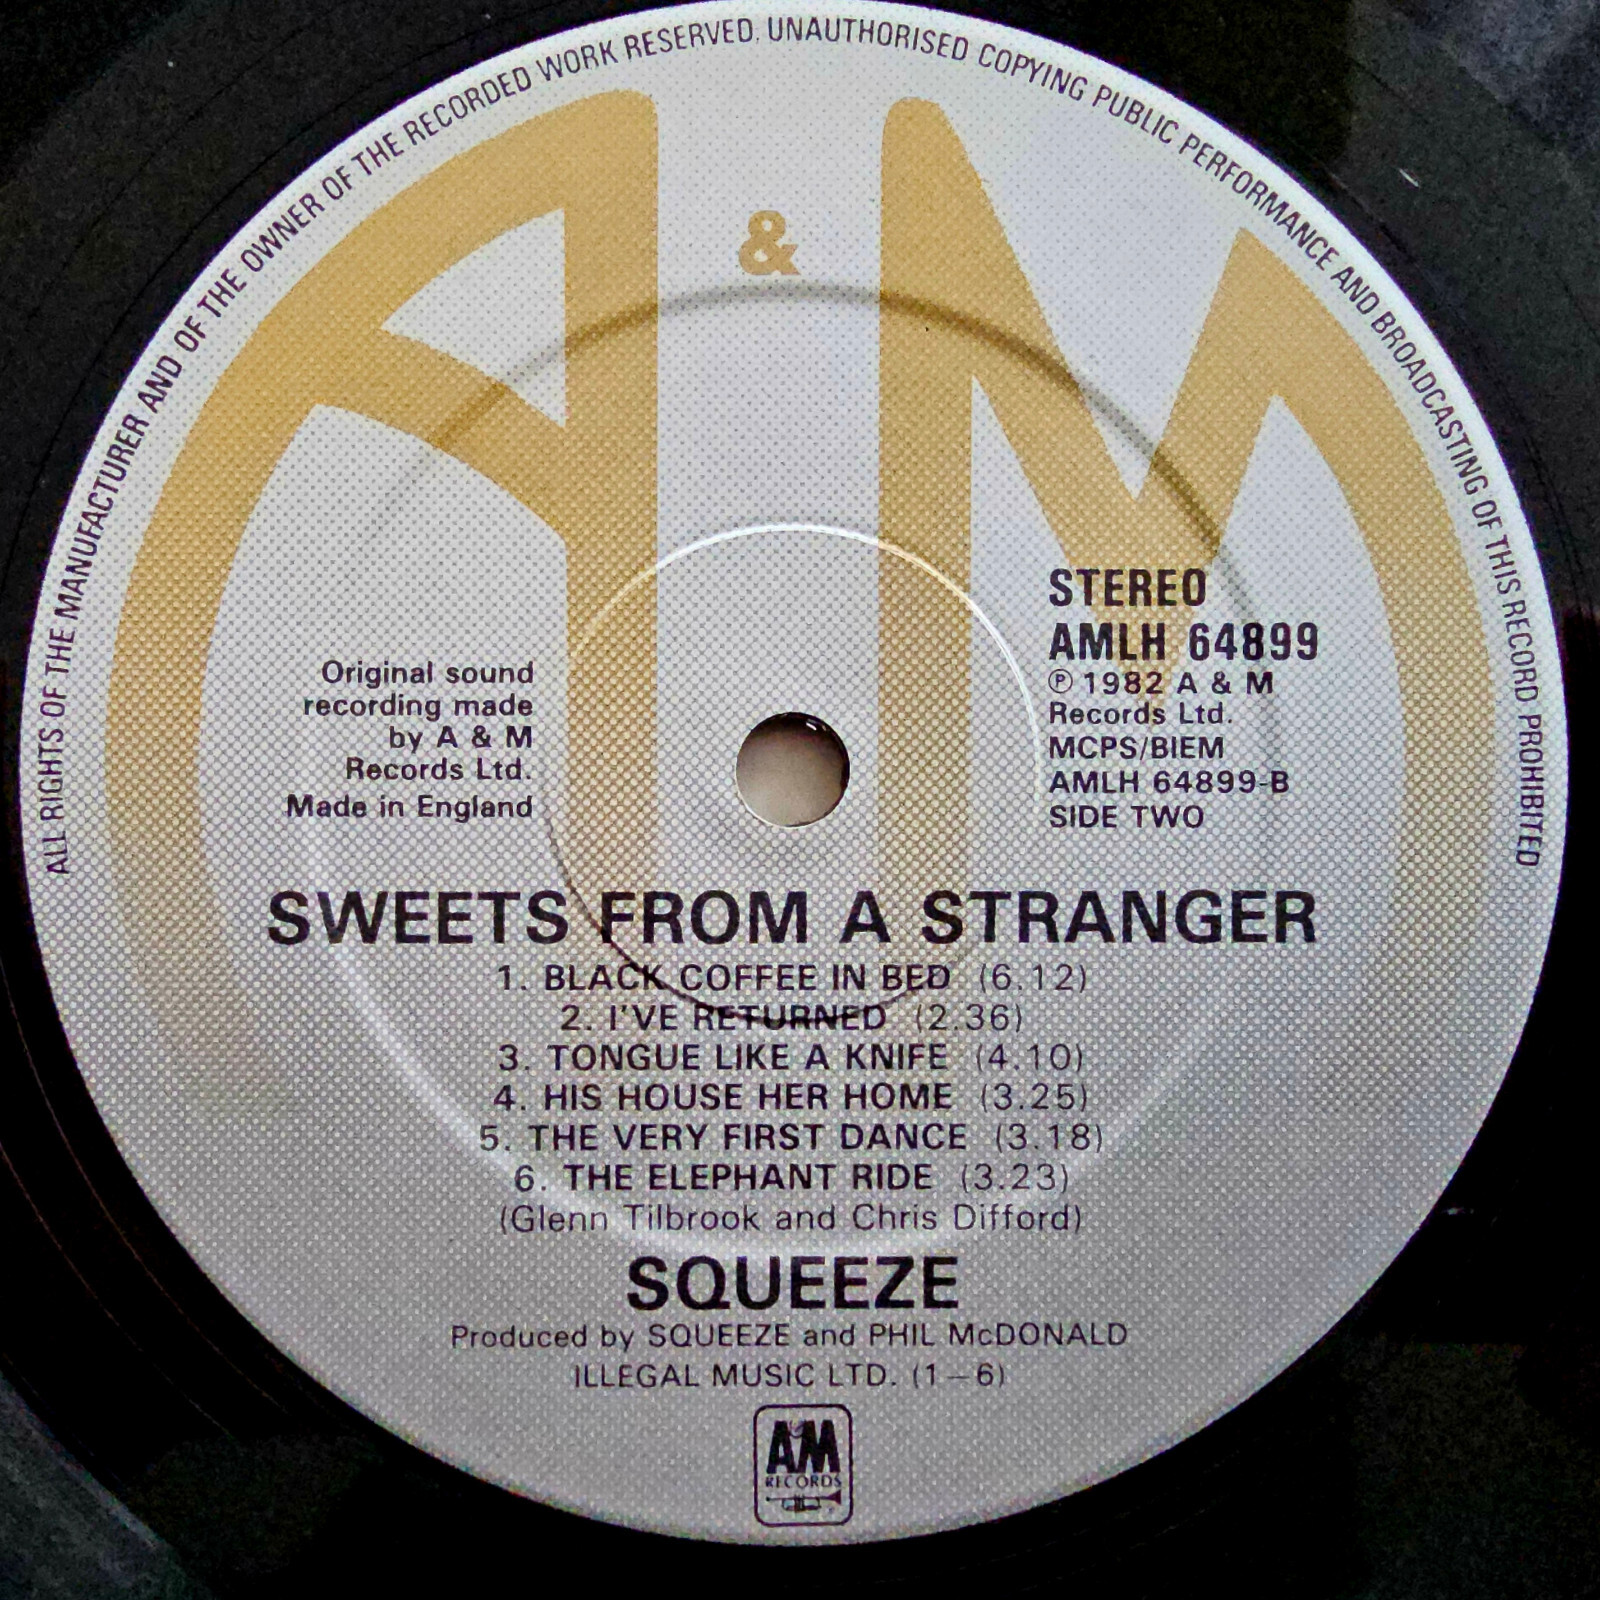 ALL RIGHTS OF THE MANUFACTURER AND OF THE OWNER OF THE RECORDED WORK RESERVED. UNAUTHORISED COPYING PUBLIC PERFORMANCE AND BROADCASTING OF THIS RECORD PROHIBITED
A & M
Original sound
recording made
by A & M
Records Ltd.
Made in England
STEREO
AMLH 64899
℗ 1982 A & M
Records Ltd.
MCPS/BIEM
AMLH 64899-B
SIDE TWO
SWEETS FROM A STRANGER
1. BLACK COFFEE IN BED (6.12)
2. I'VE RETURNED (2.36)
3. TONGUE LIKE A KNIFE (4.10)
4. HIS HOUSE HER HOME (3.25)
5. THE VERY FIRST DANCE (3.18)
6. THE ELEPHANT RIDE (3.23)
(Glenn Tilbrook and Chris Difford)
SQUEEZE
Produced by SQUEEZE and PHIL McDONALD
ILLEGAL MUSIC LTD. (1–6)
A&M
RECORDS